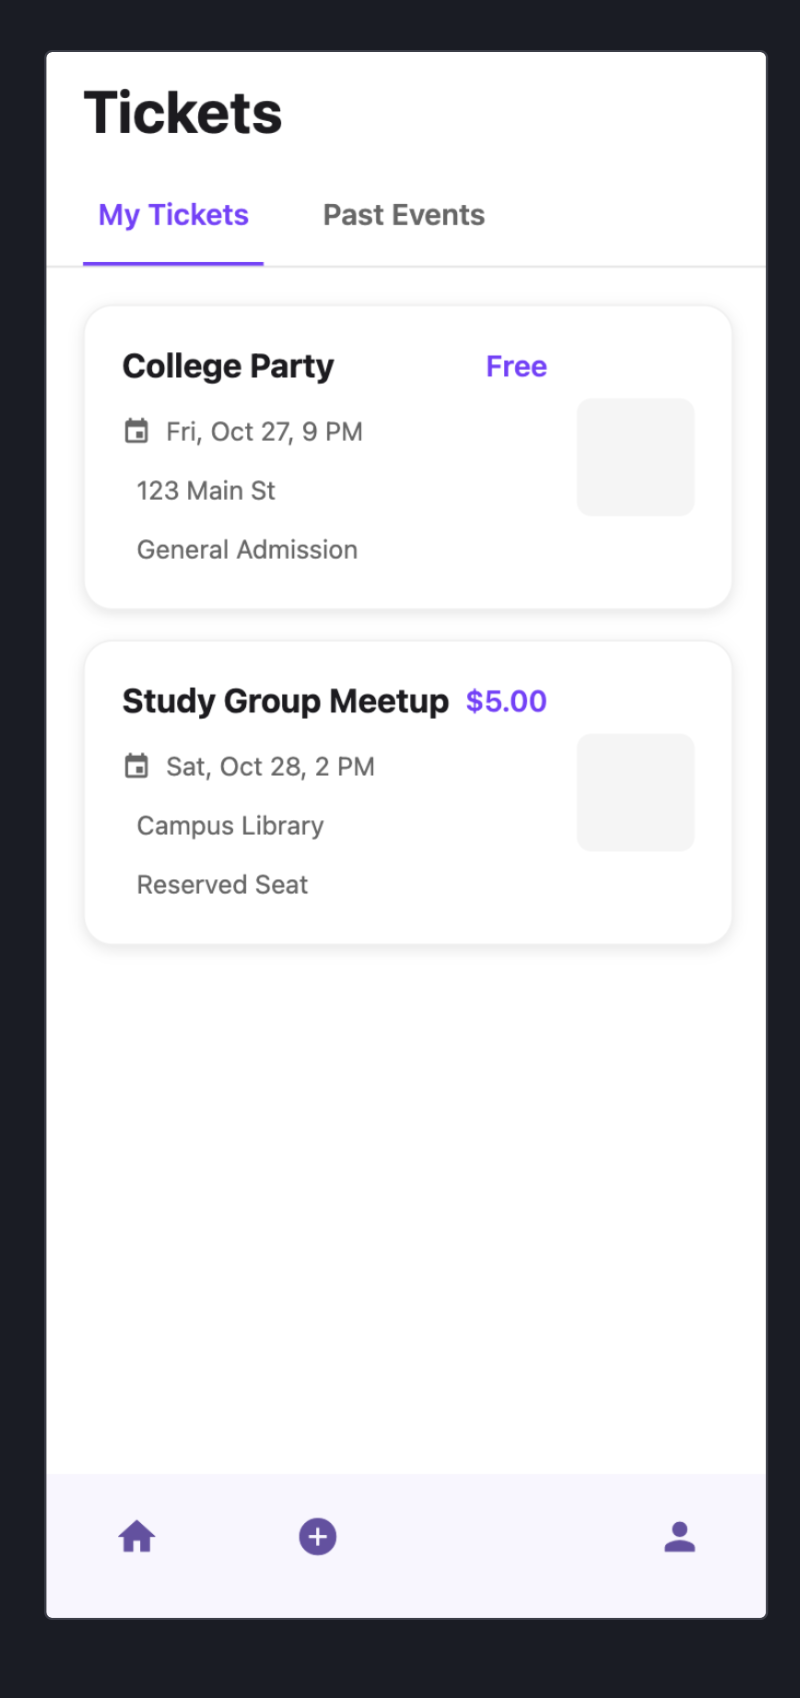 Tickets
My Tickets Past Events
College Party Free
Fri, Oct 27, 9 PM
123 Main St
General Admission
Study Group Meetup $5.00
Sat, Oct 28, 2 PM
Campus Library
Reserved Seat